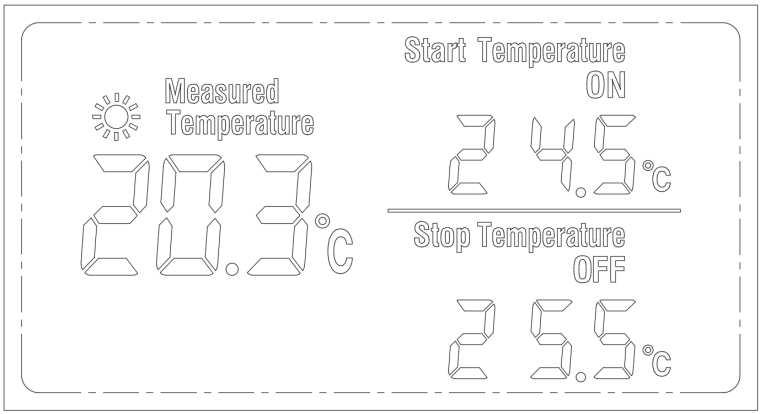 Measured
Temperature
20.3°C
Start Temperature
ON
24.5°C
Stop Temperature
OFF
25.5°C